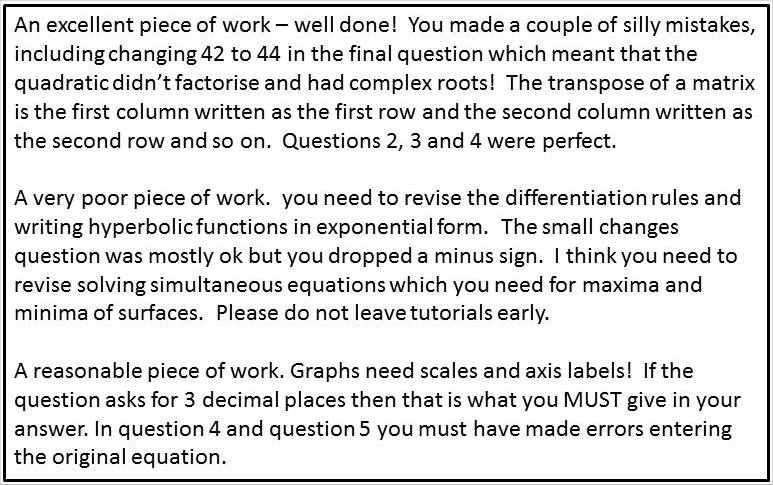 An excellent piece of work – well done!  You made a couple of silly mistakes,
including changing 42 to 44 in the final question which meant that the
quadratic didn’t factorise and had complex roots!  The transpose of a matrix
is the first column written as the first row and the second column written as
the second row and so on.  Questions 2, 3 and 4 were perfect.

A very poor piece of work.  you need to revise the differentiation rules and
writing hyperbolic functions in exponential form.  The small changes
question was mostly ok but you dropped a minus sign.  I think you need to
revise solving simultaneous equations which you need for maxima and
minima of surfaces.  Please do not leave tutorials early.

A reasonable piece of work. Graphs need scales and axis labels!  If the
question asks for 3 decimal places then that is what you MUST give in your
answer. In question 4 and question 5 you must have made errors entering
the original equation.